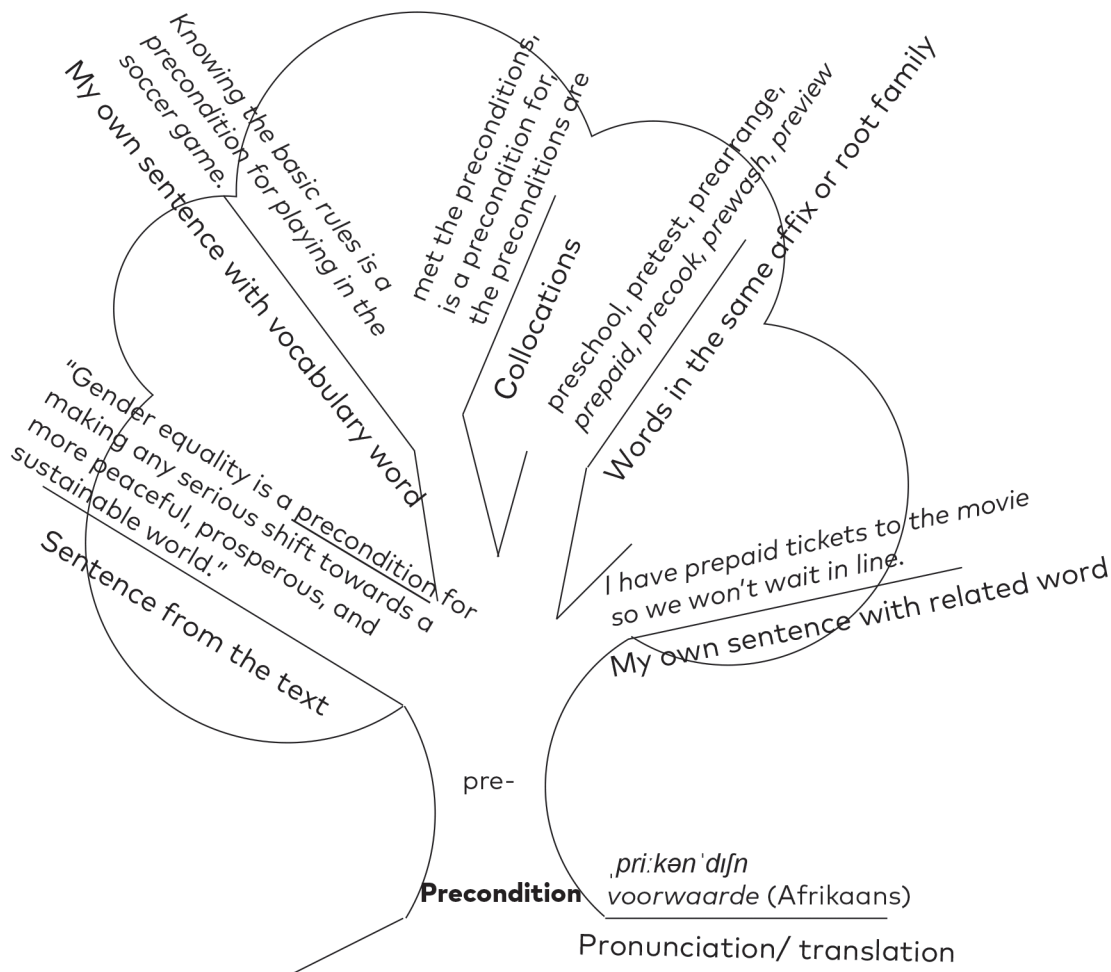 Knowing the basic rules is a
precondition for playing in the
soccer game.
My own sentence with vocabulary word
met the preconditions,
is a precondition for,
the preconditions are
Collocations
preschool, pretest, prearrange,
prepaid, precook, prewash, preview
Words in the same affix or root family
"Gender equality is a precondition for
making any serious shift towards a
more peaceful, prosperous, and
sustainable world."
Sentence from the text
I have prepaid tickets to the movie
so we won't wait in line.
My own sentence with related word
pre-
Precondition
ˌpriːkənˈdɪʃn
voorwaarde (Afrikaans)
Pronunciation/ translation